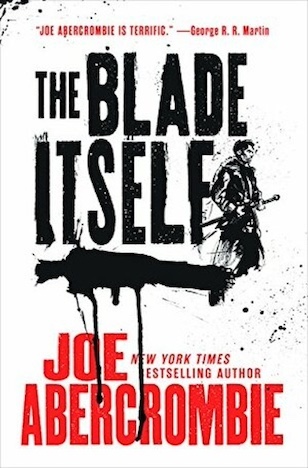 "JOE ABERCROMBIE IS TERRIFIC." —George R. R. Martin
THE BLADE
ITSELF
JOE NEW YORK TIMES
BESTSELLING AUTHOR
ABERCROMBIE